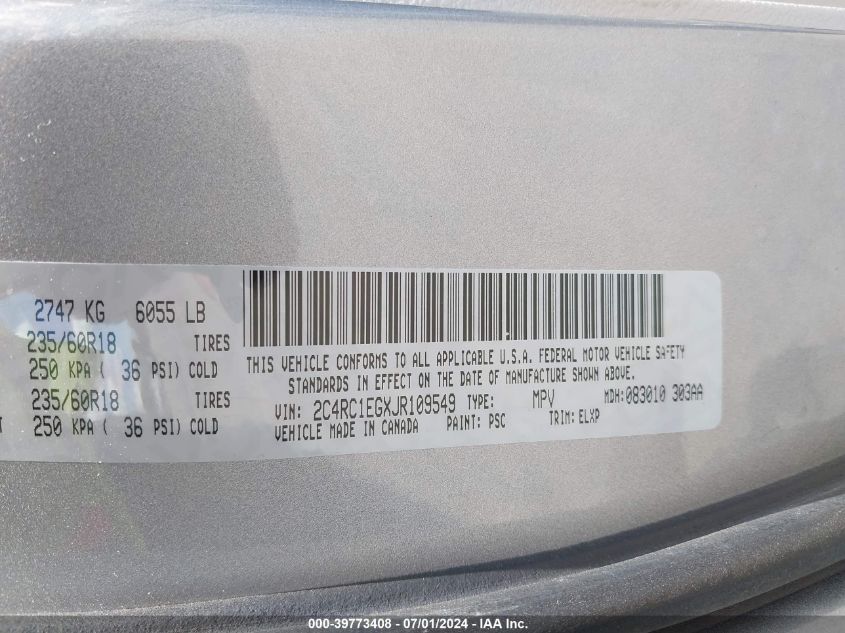 2747 KG 6055 LB
235/60R18 TIRES
250 KPA ( 36 PSI) COLD
235/60R18 TIRES
250 KPA ( 36 PSI) COLD
THIS VEHICLE CONFORMS TO ALL APPLICABLE U.S.A. FEDERAL MOTOR VEHICLE SAFETY
STANDARDS IN EFFECT ON THE DATE OF MANUFACTURE SHOWN ABOVE.
VIN: 2C4RC1EGXJR109549 TYPE: MPV MDH: 083010 303AA
VEHICLE MADE IN CANADA PAINT: PSC TRIM: ELXP
000-39773408 - 07/01/2024 - IAA Inc.